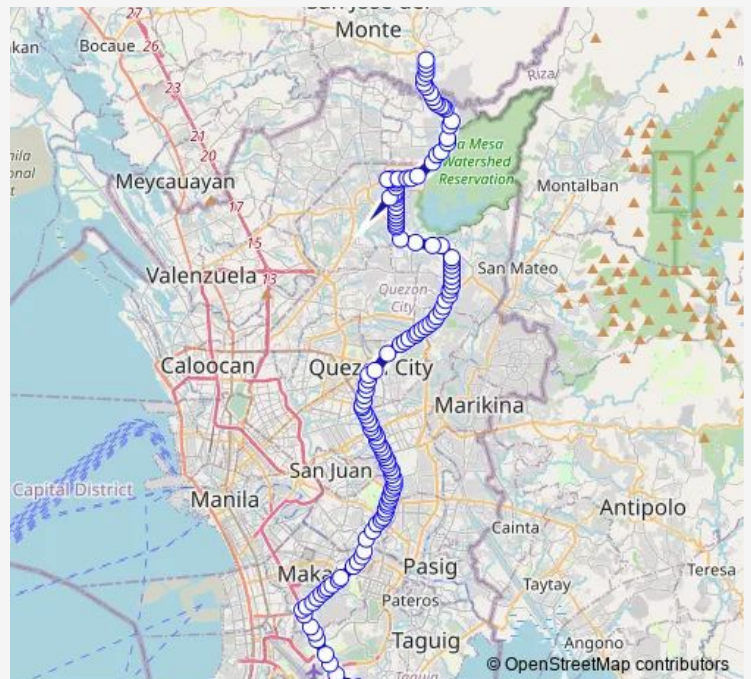 Monte
27
kan
Bocaue
26
Rizal
23
21
20
Meycauayan
a Mesa
Watershed
Reservation
Montalban
17
15
Valenzuela
13
San Mateo
Quezon
City
Caloocan
Quezon City
Marikina
San Juan
Capital District
Manila
Antipolo
Cainta
Maka
Pasig
Teresa
Taytay
Pateros
Taguig
Angono
© OpenStreetMap contributors